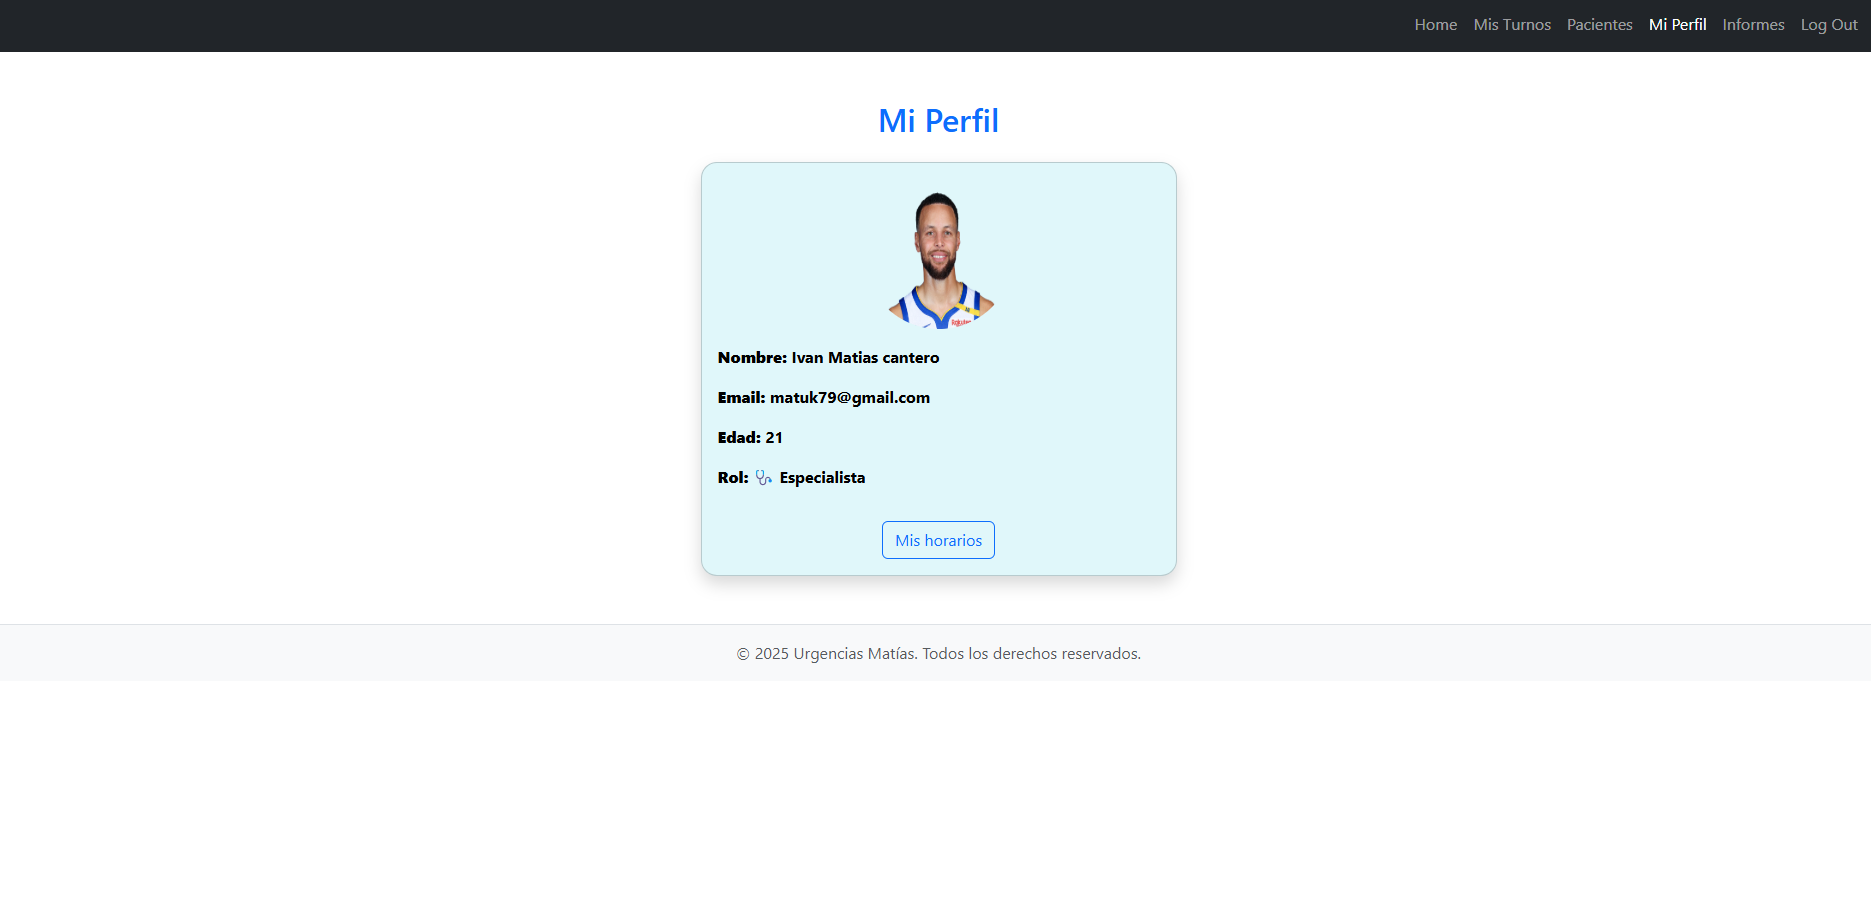 Home Mis Turnos Pacientes Mi Perfil Informes Log Out
Mi Perfil
Rakuten
Nombre: Ivan Matias cantero
Email: matuk79@gmail.com
Edad: 21
Rol: Especialista
Mis horarios
© 2025 Urgencias Matías. Todos los derechos reservados.